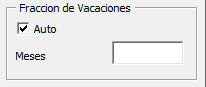 Fraccion de Vacaciones
Auto
Meses